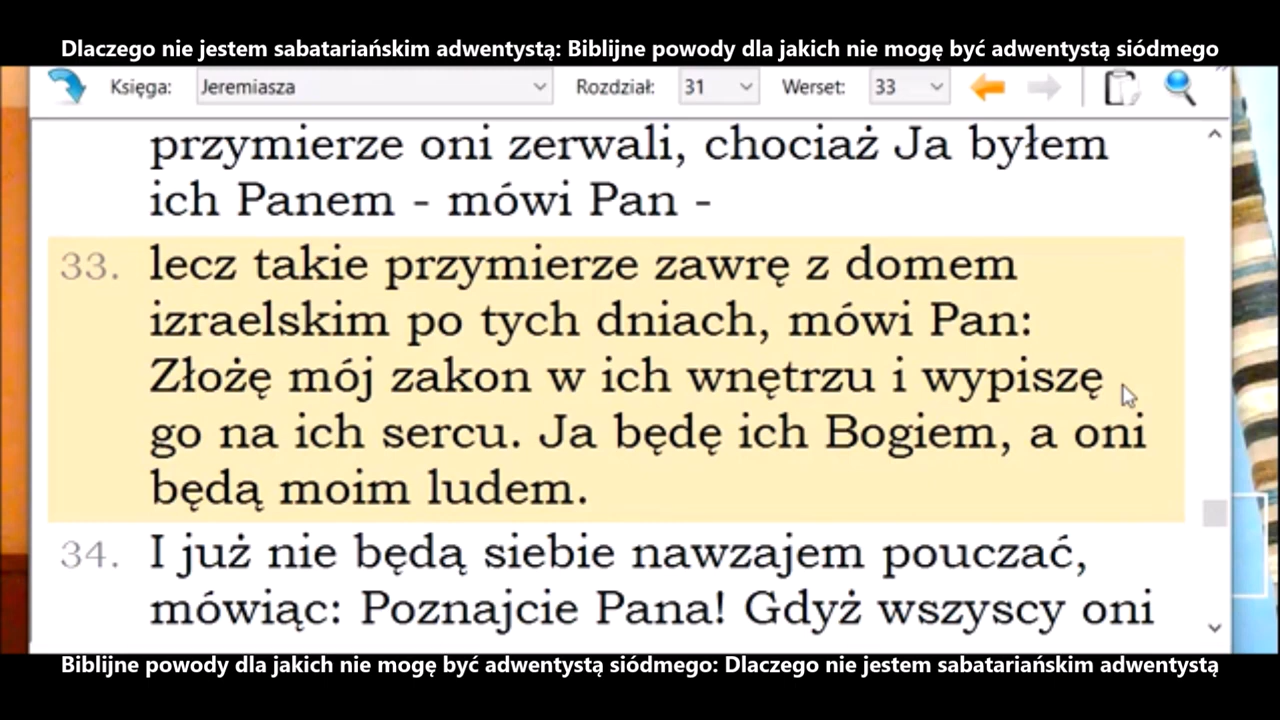 Dlaczego nie jestem sabatariańskim adwentystą: Biblijne powody dla jakich nie mogę być adwentystą siódmego
Księga: Jeremiasza Rozdział: 31 Werset: 33
przymierze oni zerwali, chociaż Ja byłem
ich Panem - mówi Pan -
33. lecz takie przymierze zawrę z domem
izraelskim po tych dniach, mówi Pan:
Złożę mój zakon w ich wnętrzu i wypiszę
go na ich sercu. Ja będę ich Bogiem, a oni
będą moim ludem.
34. I już nie będą siebie nawzajem pouczać,
mówiąc: Poznajcie Pana! Gdyż wszyscy oni
Biblijne powody dla jakich nie mogę być adwentystą siódmego: Dlaczego nie jestem sabatariańskim adwentystą